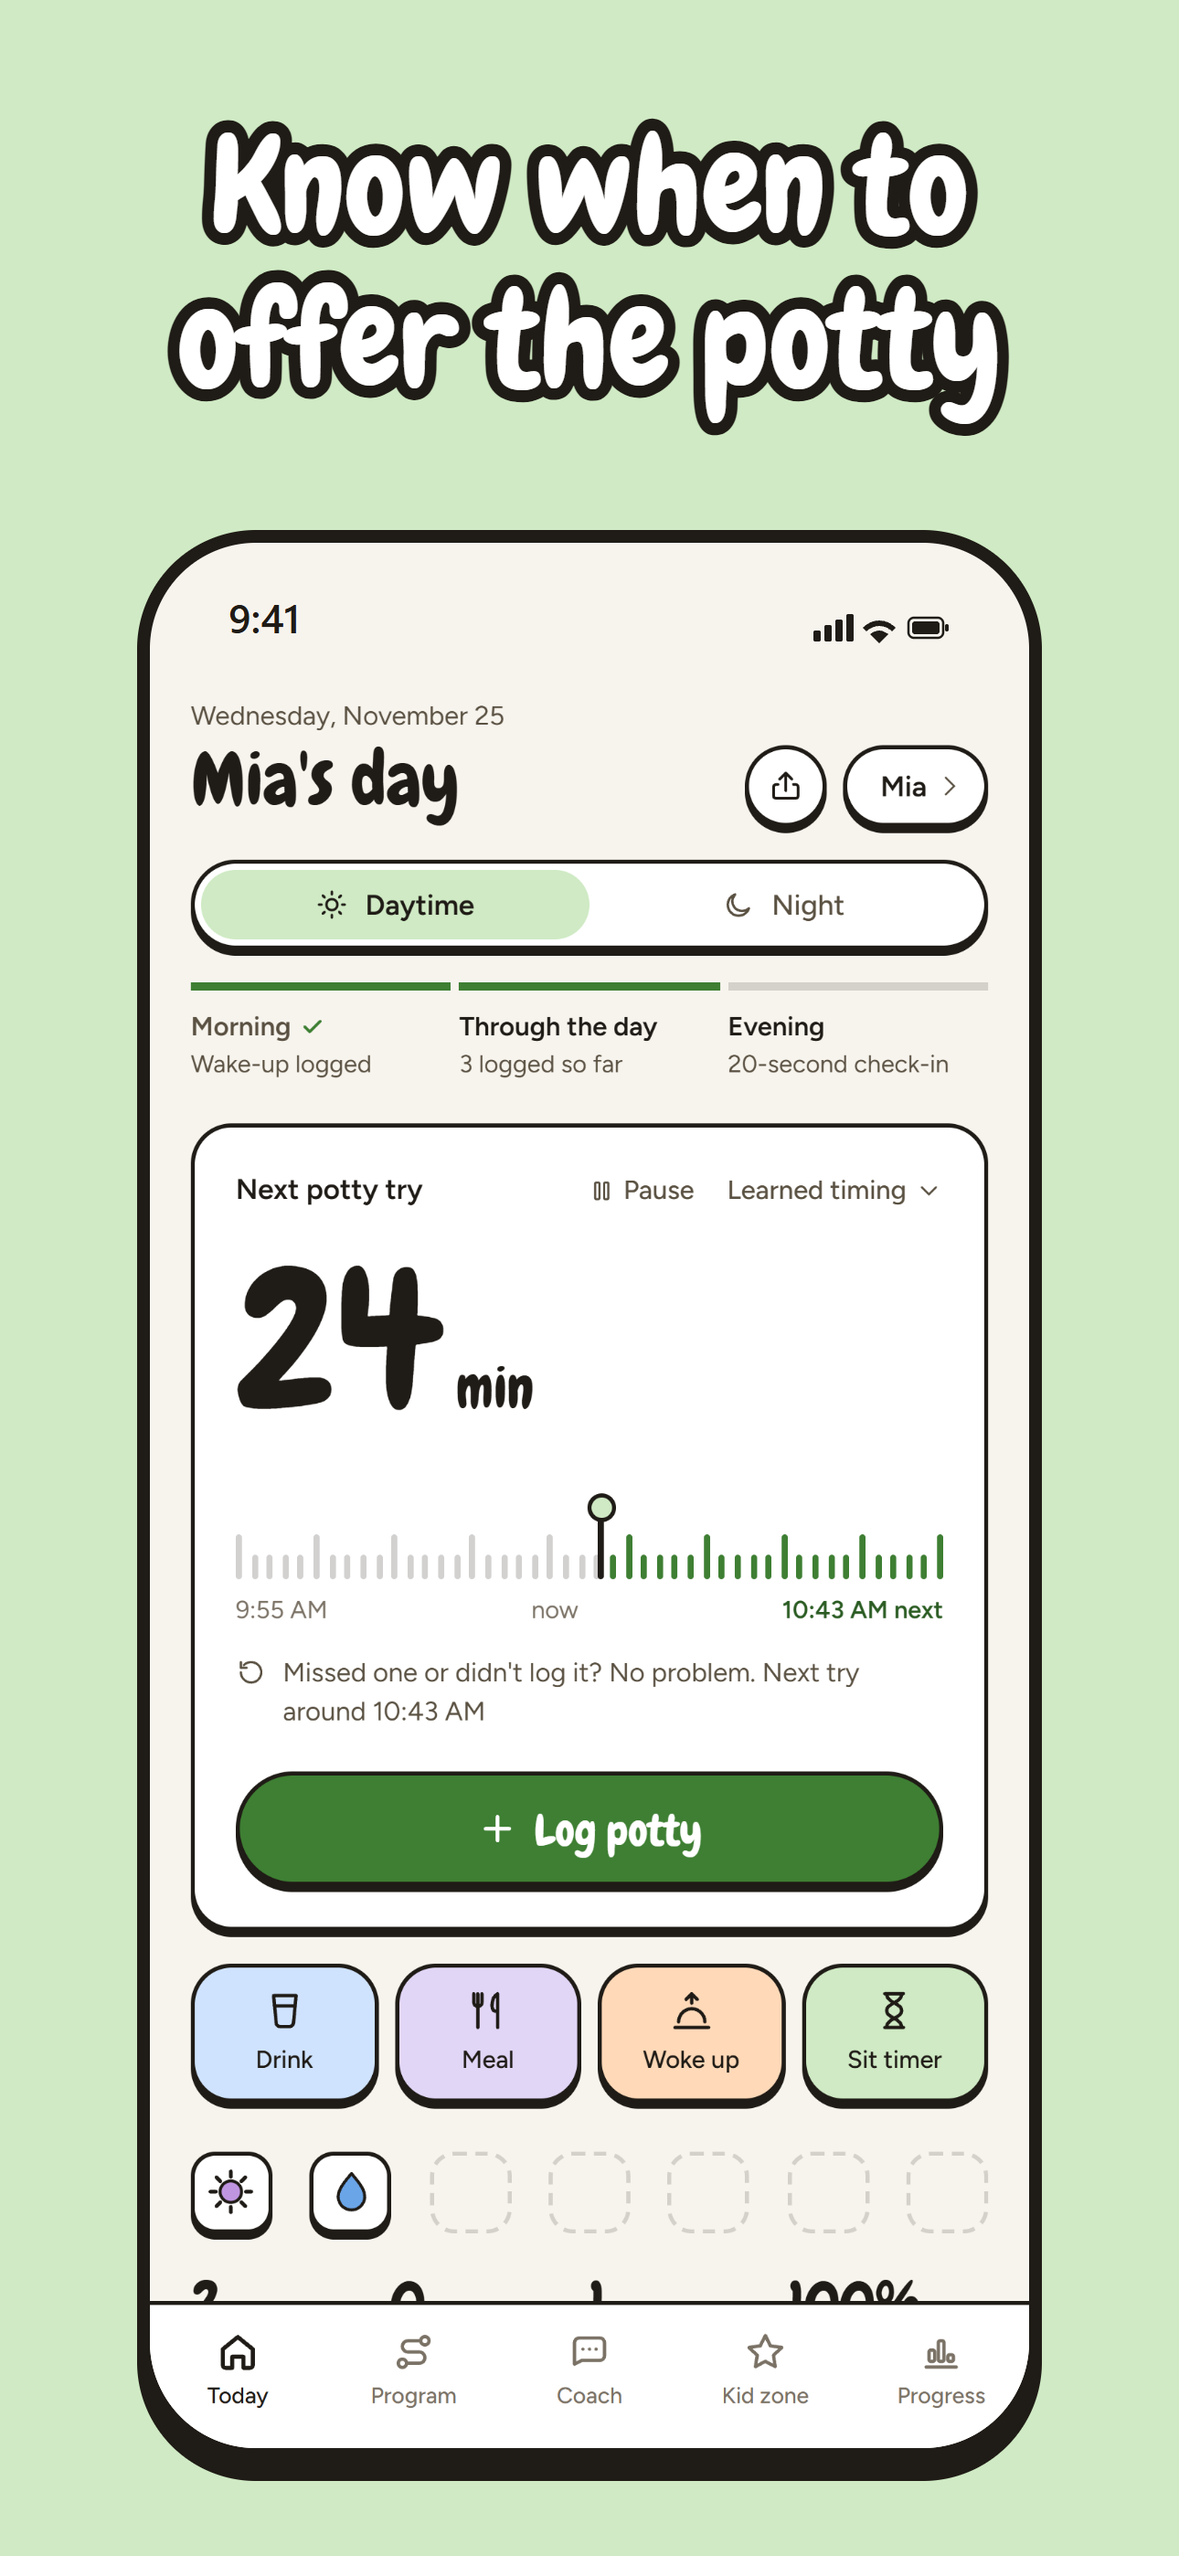 Know when to
offer the potty
9:41
Wednesday, November 25
Mia's day
Mia
Daytime
Night
Morning
Through the day
Evening
Wake-up logged
3 logged so far
20-second check-in
Next potty try
Pause
Learned timing
24 min
9:55 AM
now
10:43 AM next
Missed one or didn't log it? No problem. Next try
around 10:43 AM
+ Log potty
Drink
Meal
Woke up
Sit timer
100%
Today
Program
Coach
Kid zone
Progress